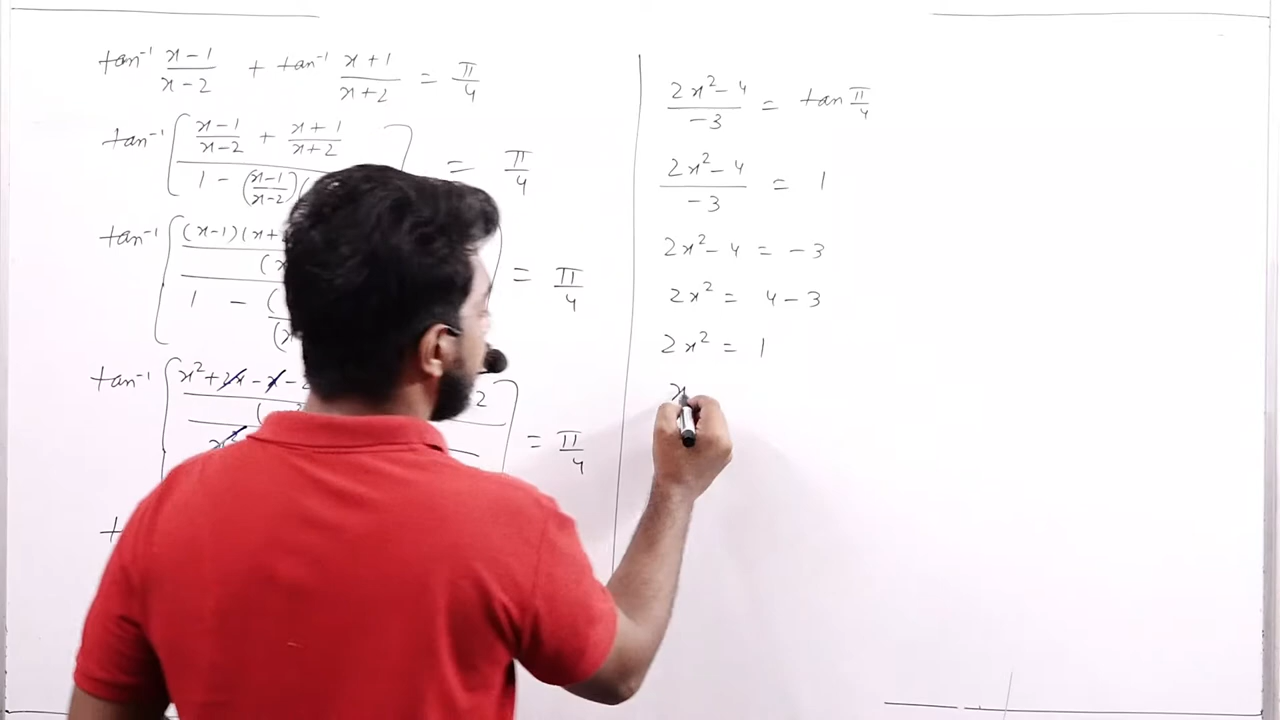 tan⁻¹ (x-1)/(x-2) + tan⁻¹ (x+1)/(x+2) = π/4
tan⁻¹ [ ((x-1)/(x-2) + (x+1)/(x+2)) / (1 - ((x-1)/(x-2)) ( ] = π/4
tan⁻¹ [ (x-1)(x+ / ( / 1 - ( / (x ] = π/4
tan⁻¹ [ x²+2x-x- 2 / ( / x² ] = π/4
(2x²-4)/-3 = tan π/4
(2x²-4)/-3 = 1
2x²-4 = -3
2x² = 4-3
2x² = 1
x